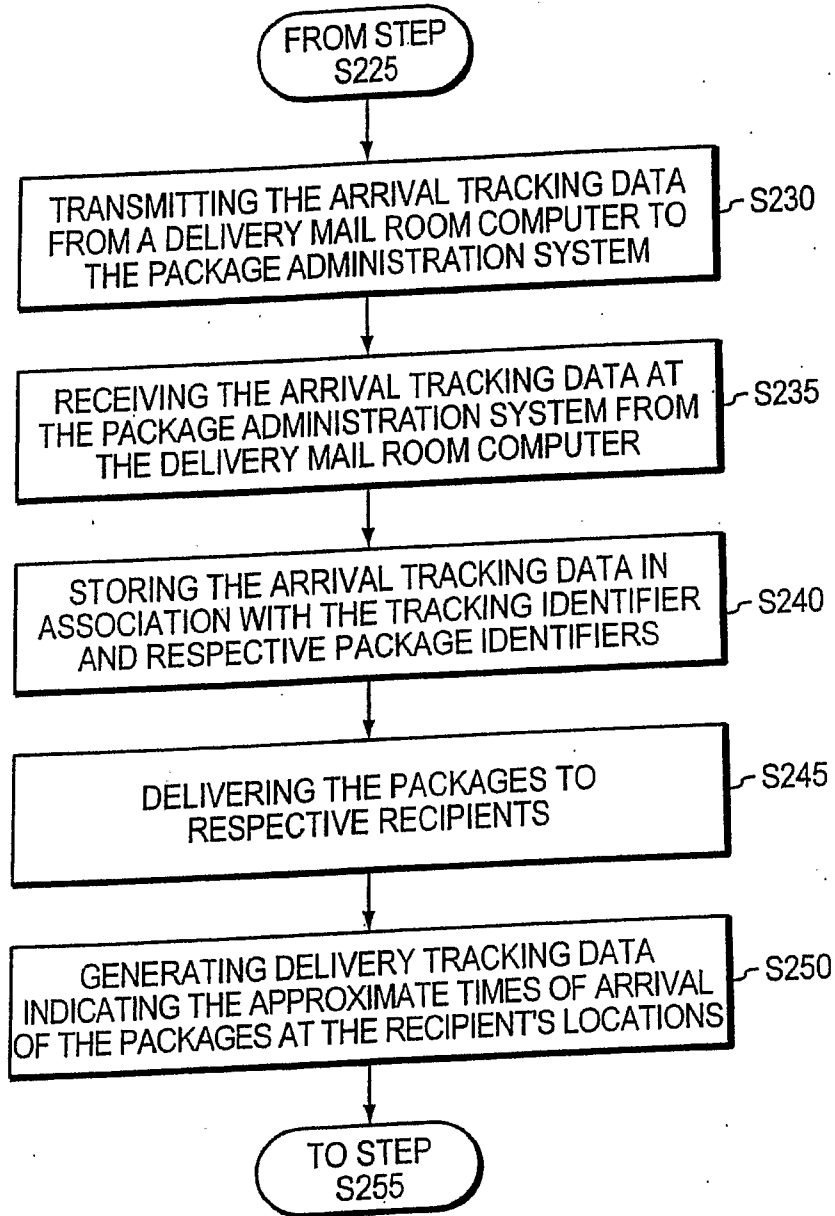 FROM STEP
S225
TRANSMITTING THE ARRIVAL TRACKING DATA
FROM A DELIVERY MAIL ROOM COMPUTER TO
THE PACKAGE ADMINISTRATION SYSTEM
S230
RECEIVING THE ARRIVAL TRACKING DATA AT
THE PACKAGE ADMINISTRATION SYSTEM FROM
THE DELIVERY MAIL ROOM COMPUTER
S235
STORING THE ARRIVAL TRACKING DATA IN
ASSOCIATION WITH THE TRACKING IDENTIFIER
AND RESPECTIVE PACKAGE IDENTIFIERS
S240
DELIVERING THE PACKAGES TO
RESPECTIVE RECIPIENTS
S245
GENERATING DELIVERY TRACKING DATA
INDICATING THE APPROXIMATE TIMES OF ARRIVAL
OF THE PACKAGES AT THE RECIPIENT'S LOCATIONS
S250
TO STEP
S255